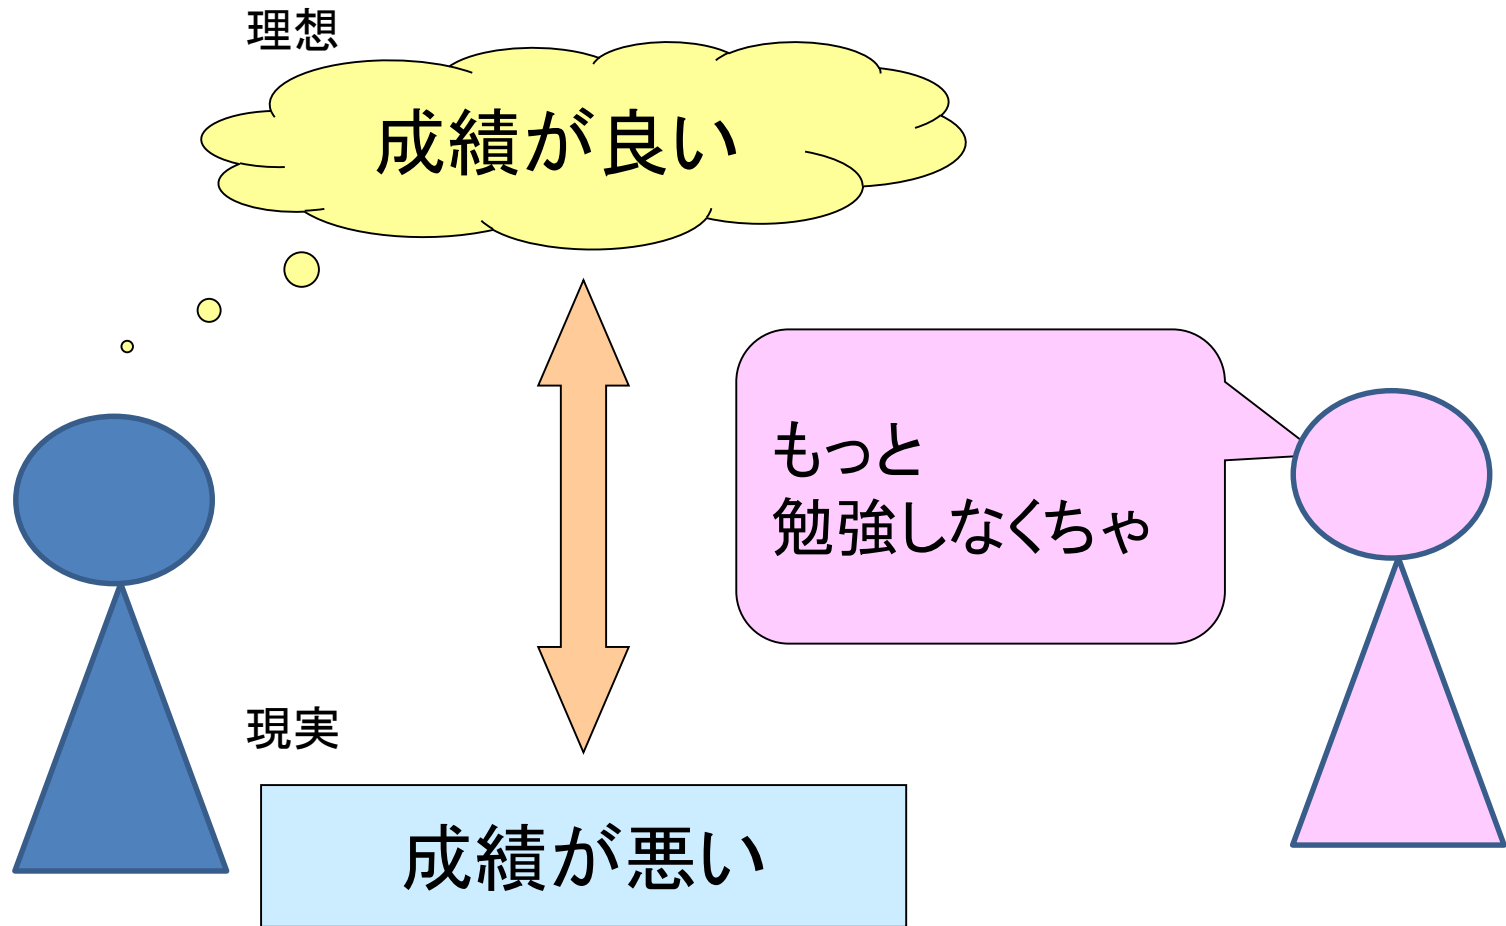 理想
成績が良い
もっと
勉強しなくちゃ
現実
成績が悪い